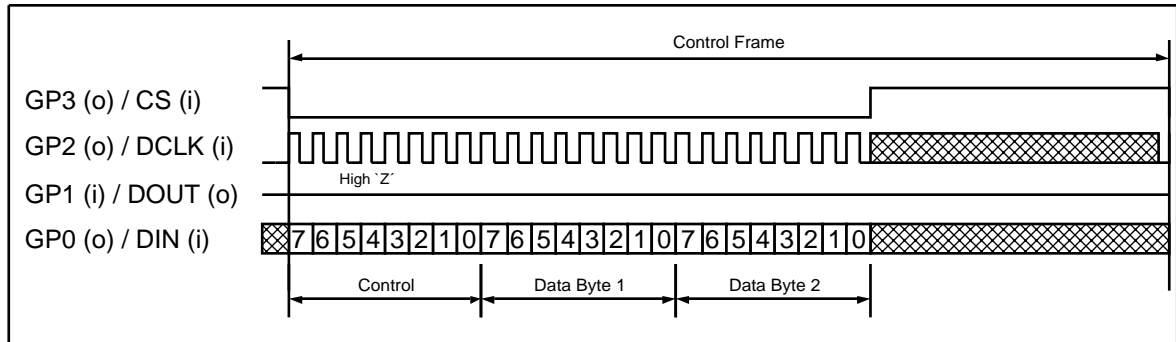 Control Frame
GP3 (o) / CS (i)
GP2 (o) / DCLK (i)
High `Z´
GP1 (i) / DOUT (o)
GP0 (o) / DIN (i) 7 6 5 4 3 2 1 0 7 6 5 4 3 2 1 0 7 6 5 4 3 2 1 0
Control Data Byte 1 Data Byte 2